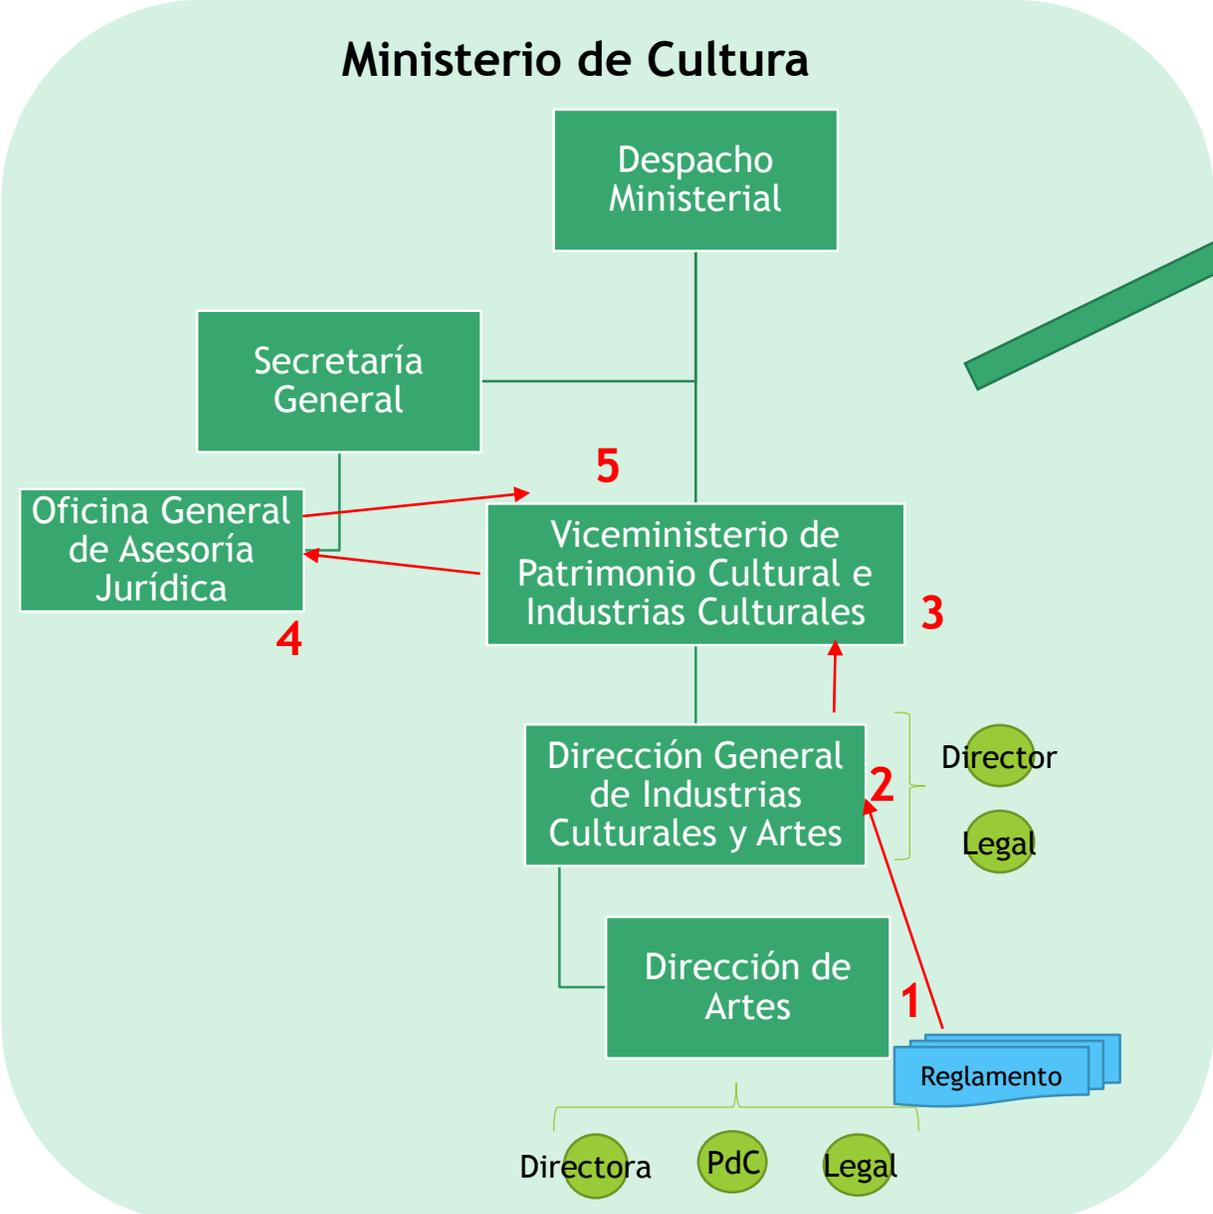 Ministerio de Cultura
Despacho
Ministerial
Secretaría
General
5
Oficina General
de Asesoría
Jurídica
4
Viceministerio de
Patrimonio Cultural e
Industrias Culturales
3
Dirección General
de Industrias
Culturales y Artes
2
Director
Legal
Dirección de
Artes
1
Reglamento
Directora
PdC
Legal